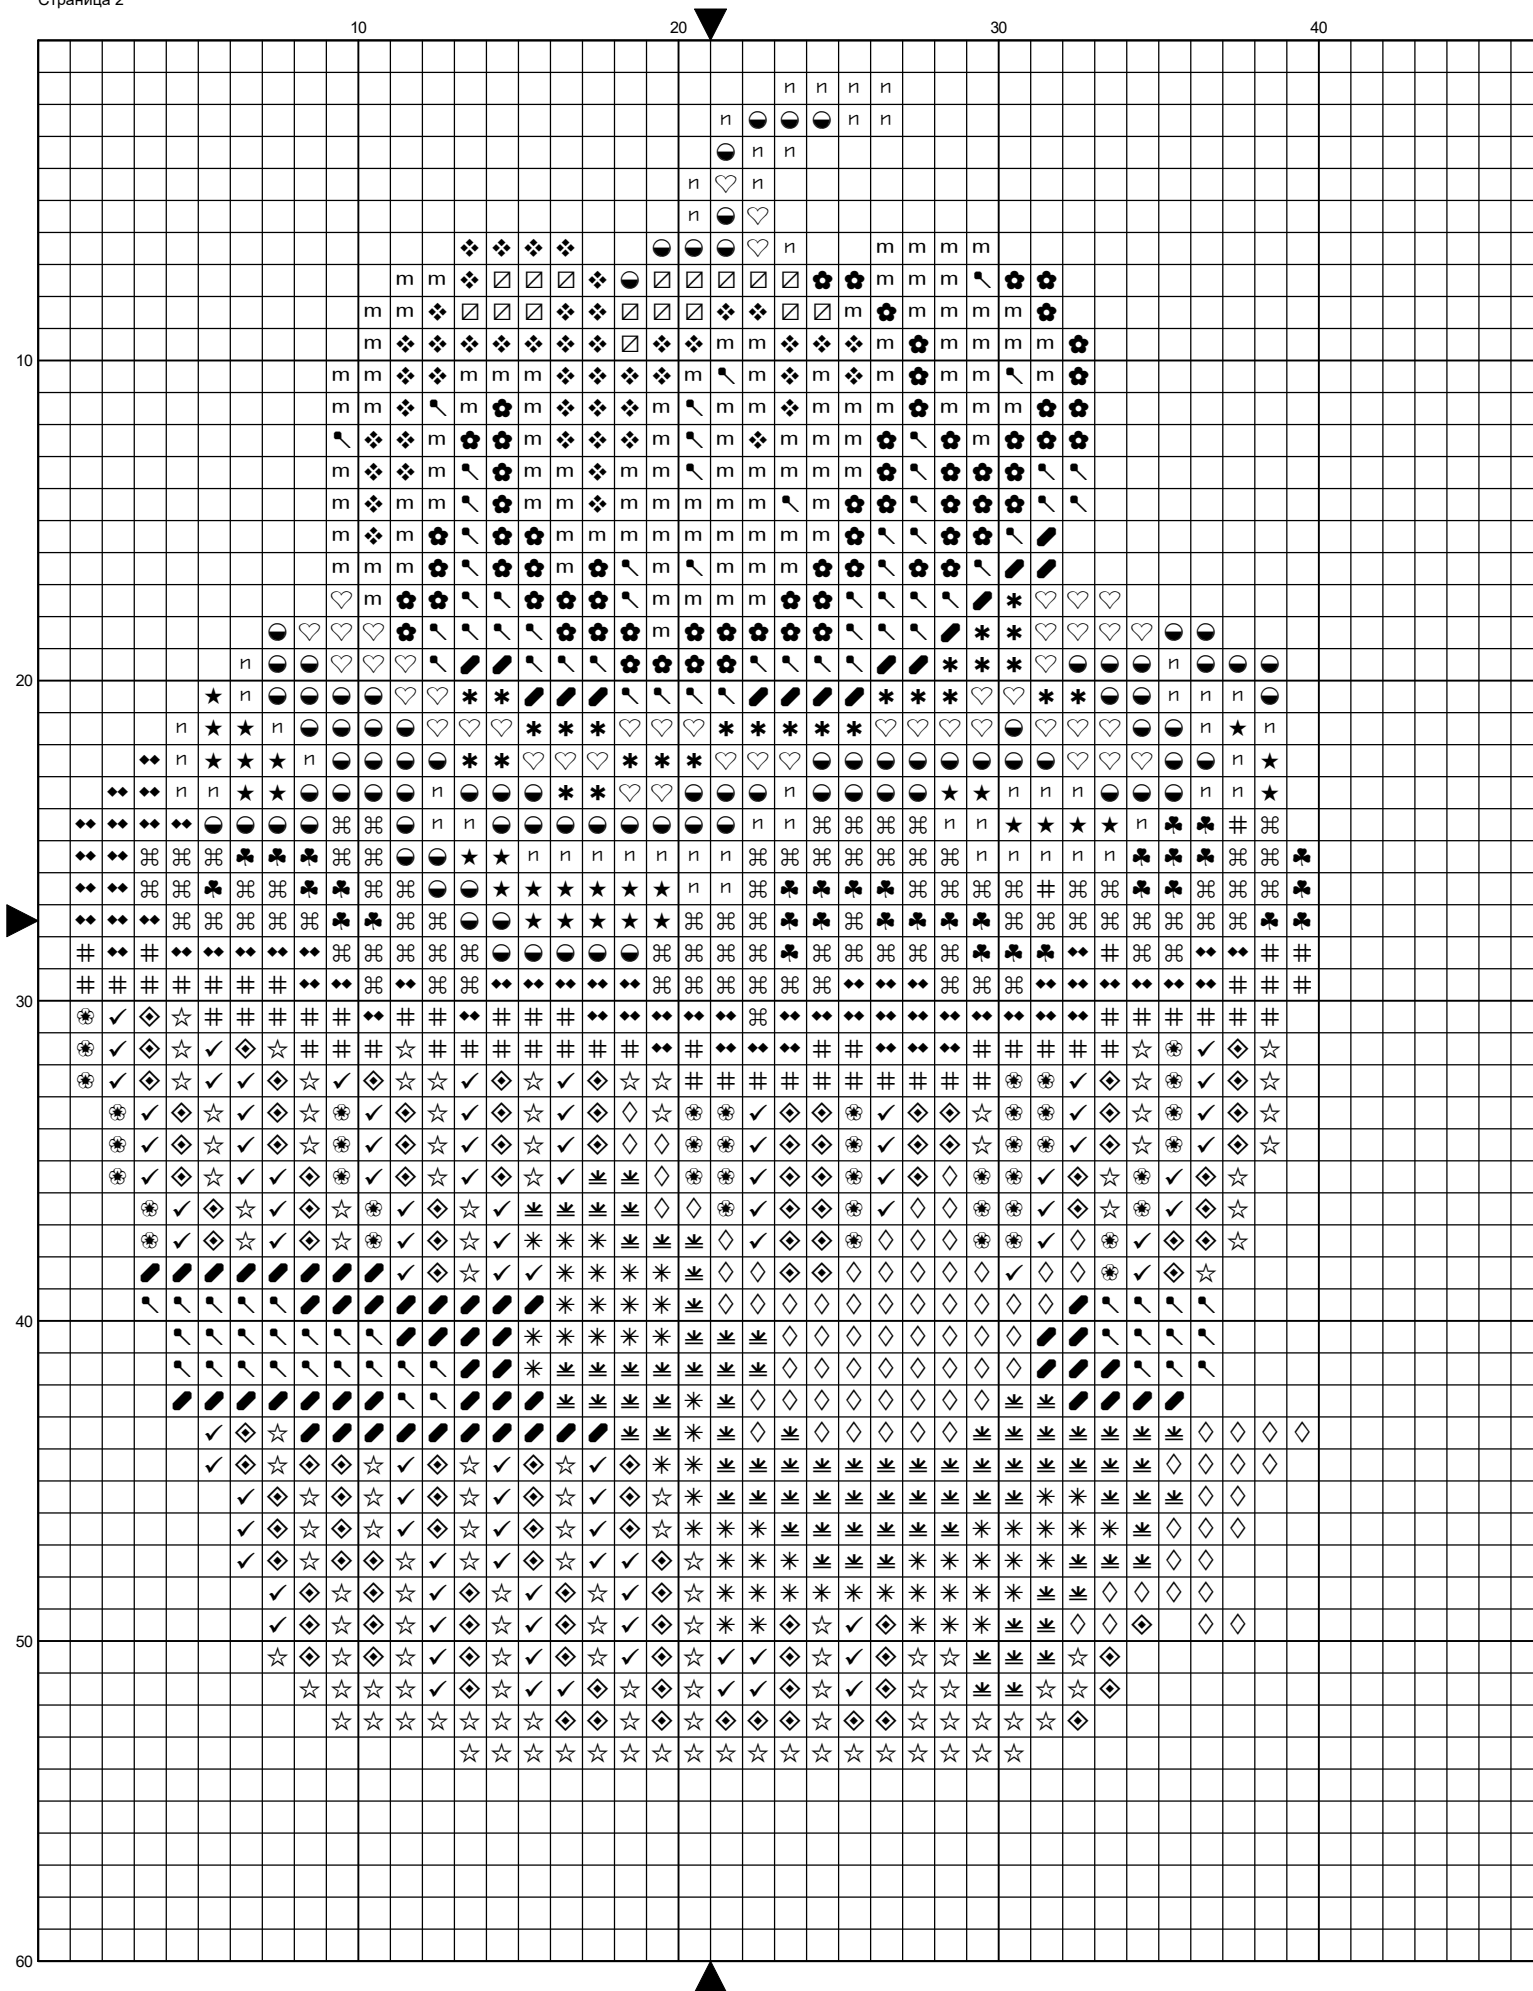 Страница 2
10 20 30 40
n n n n
n n n
n n
n n
n
n m m m m
m m m m m
m m m m m m m
10
m m m m m m m m
m m m m m m m m m m m
m m m m m m m m m m m m m
m m m m m m m
m m m m m m m m m m m
m m m m m m m m m m m
m m m m m m m m m m m
m m m m m m m m
m m m m m
m
n n
20
n n n n
n n n n
n n n
n n n n n n n n n
n n n n n n n
n n n n n n n n n n n n
n n
30
40
50
60